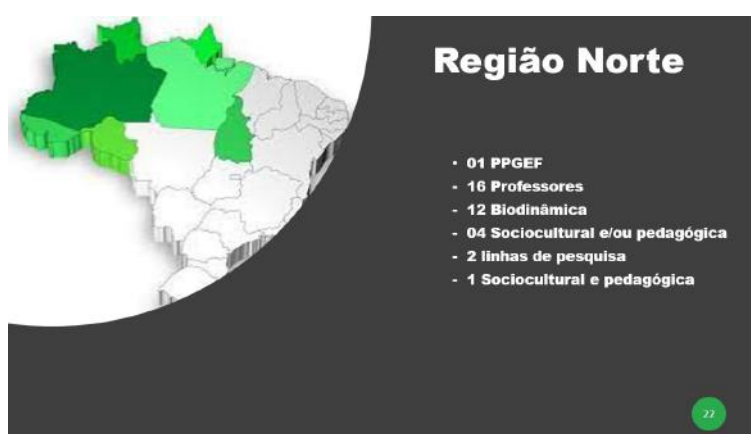 Região Norte
• 01 PPGEF
- 16 Professores
- 12 Biodinâmica
- 04 Sociocultural e/ou pedagógica
- 2 linhas de pesquisa
- 1 Sociocultural e pedagógica
22